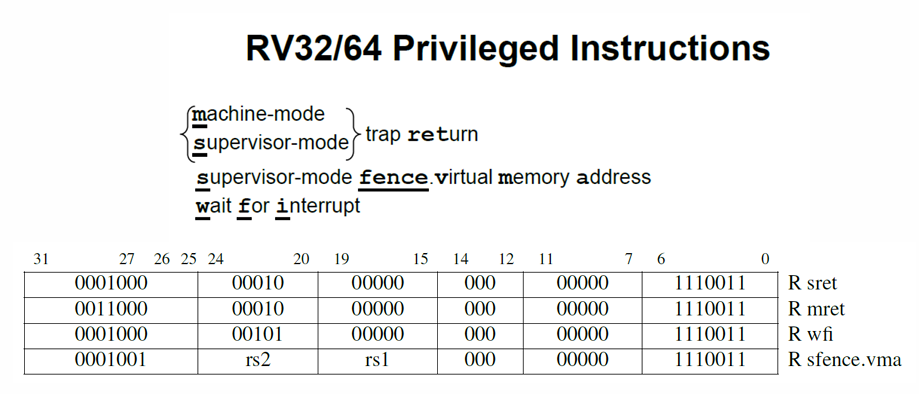 RV32/64 Privileged Instructions
machine-mode
supervisor-mode
trap return
supervisor-mode fence.virtual memory address
wait for interrupt
31 27 26 25 24 20 19 15 14 12 11 7 6 0
0001000 00010 00000 000 00000 1110011 R sret
0011000 00010 00000 000 00000 1110011 R mret
0001000 00101 00000 000 00000 1110011 R wfi
0001001 rs2 rs1 000 00000 1110011 R sfence.vma